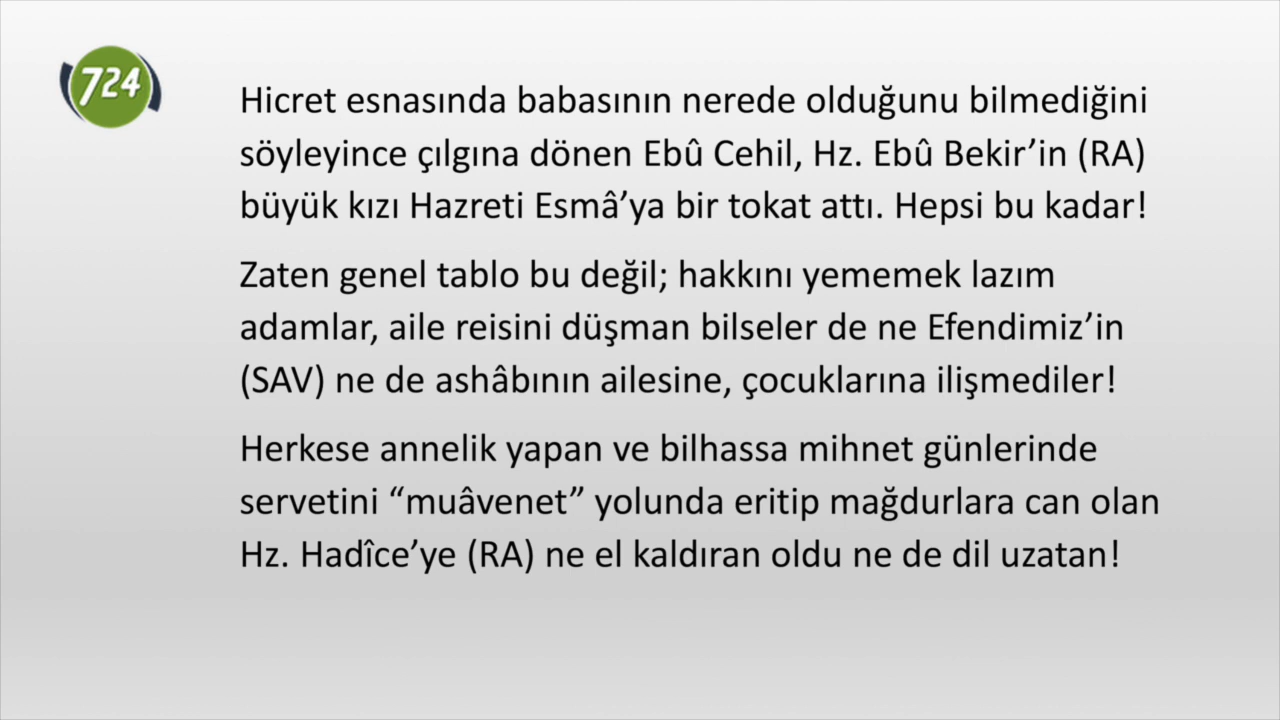 724
Hicret esnasında babasının nerede olduğunu bilmediğini
söyleyince çılgına dönen Ebû Cehil, Hz. Ebû Bekir’in (RA)
büyük kızı Hazreti Esmâ’ya bir tokat attı. Hepsi bu kadar!
Zaten genel tablo bu değil; hakkını yememek lazım
adamlar, aile reisini düşman bilseler de ne Efendimiz’in
(SAV) ne de ashâbının ailesine, çocuklarına ilişmediler!
Herkese annelik yapan ve bilhassa mihnet günlerinde
servetini “muâvenet” yolunda eritip mağdurlara can olan
Hz. Hadîce’ye (RA) ne el kaldıran oldu ne de dil uzatan!